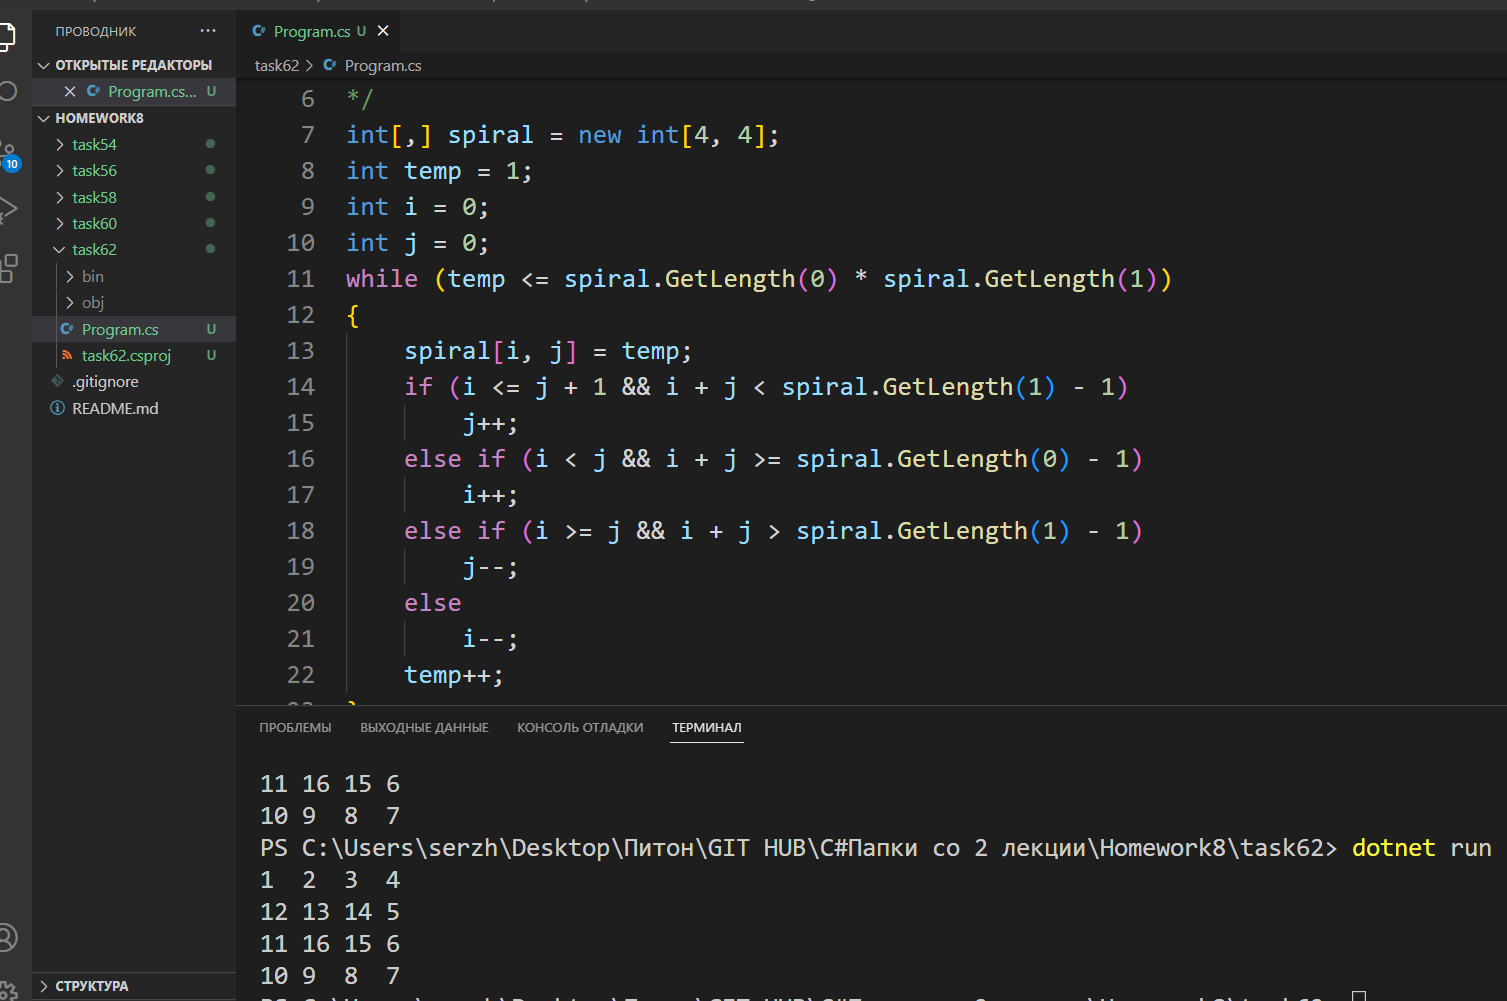 ПРОВОДНИК ...
ОТКРЫТЫЕ РЕДАКТОРЫ
Program.cs... U
HOMEWORK8
task54
task56
task58
task60
task62
bin
obj
Program.cs U
task62.csproj U
.gitignore
README.md
СТРУКТУРА
10
Program.cs U
task62 > Program.cs
6 */
7 int[,] spiral = new int[4, 4];
8 int temp = 1;
9 int i = 0;
10 int j = 0;
11 while (temp <= spiral.GetLength(0) * spiral.GetLength(1))
12 {
13 spiral[i, j] = temp;
14 if (i <= j + 1 && i + j < spiral.GetLength(1) - 1)
15 j++;
16 else if (i < j && i + j >= spiral.GetLength(0) - 1)
17 i++;
18 else if (i >= j && i + j > spiral.GetLength(1) - 1)
19 j--;
20 else
21 i--;
22 temp++;
ПРОБЛЕМЫ ВЫХОДНЫЕ ДАННЫЕ КОНСОЛЬ ОТЛАДКИ ТЕРМИНАЛ
11 16 15 6
10 9 8 7
PS C:\Users\serzh\Desktop\Питон\GIT HUB\C#Папки со 2 лекции\Homework8\task62> dotnet run
1 2 3 4
12 13 14 5
11 16 15 6
10 9 8 7